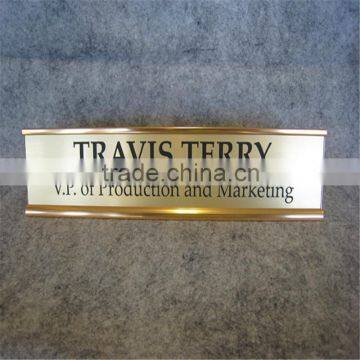 TRAVIS TERRY
trade.china.cn
V.P. of Production and Marketing